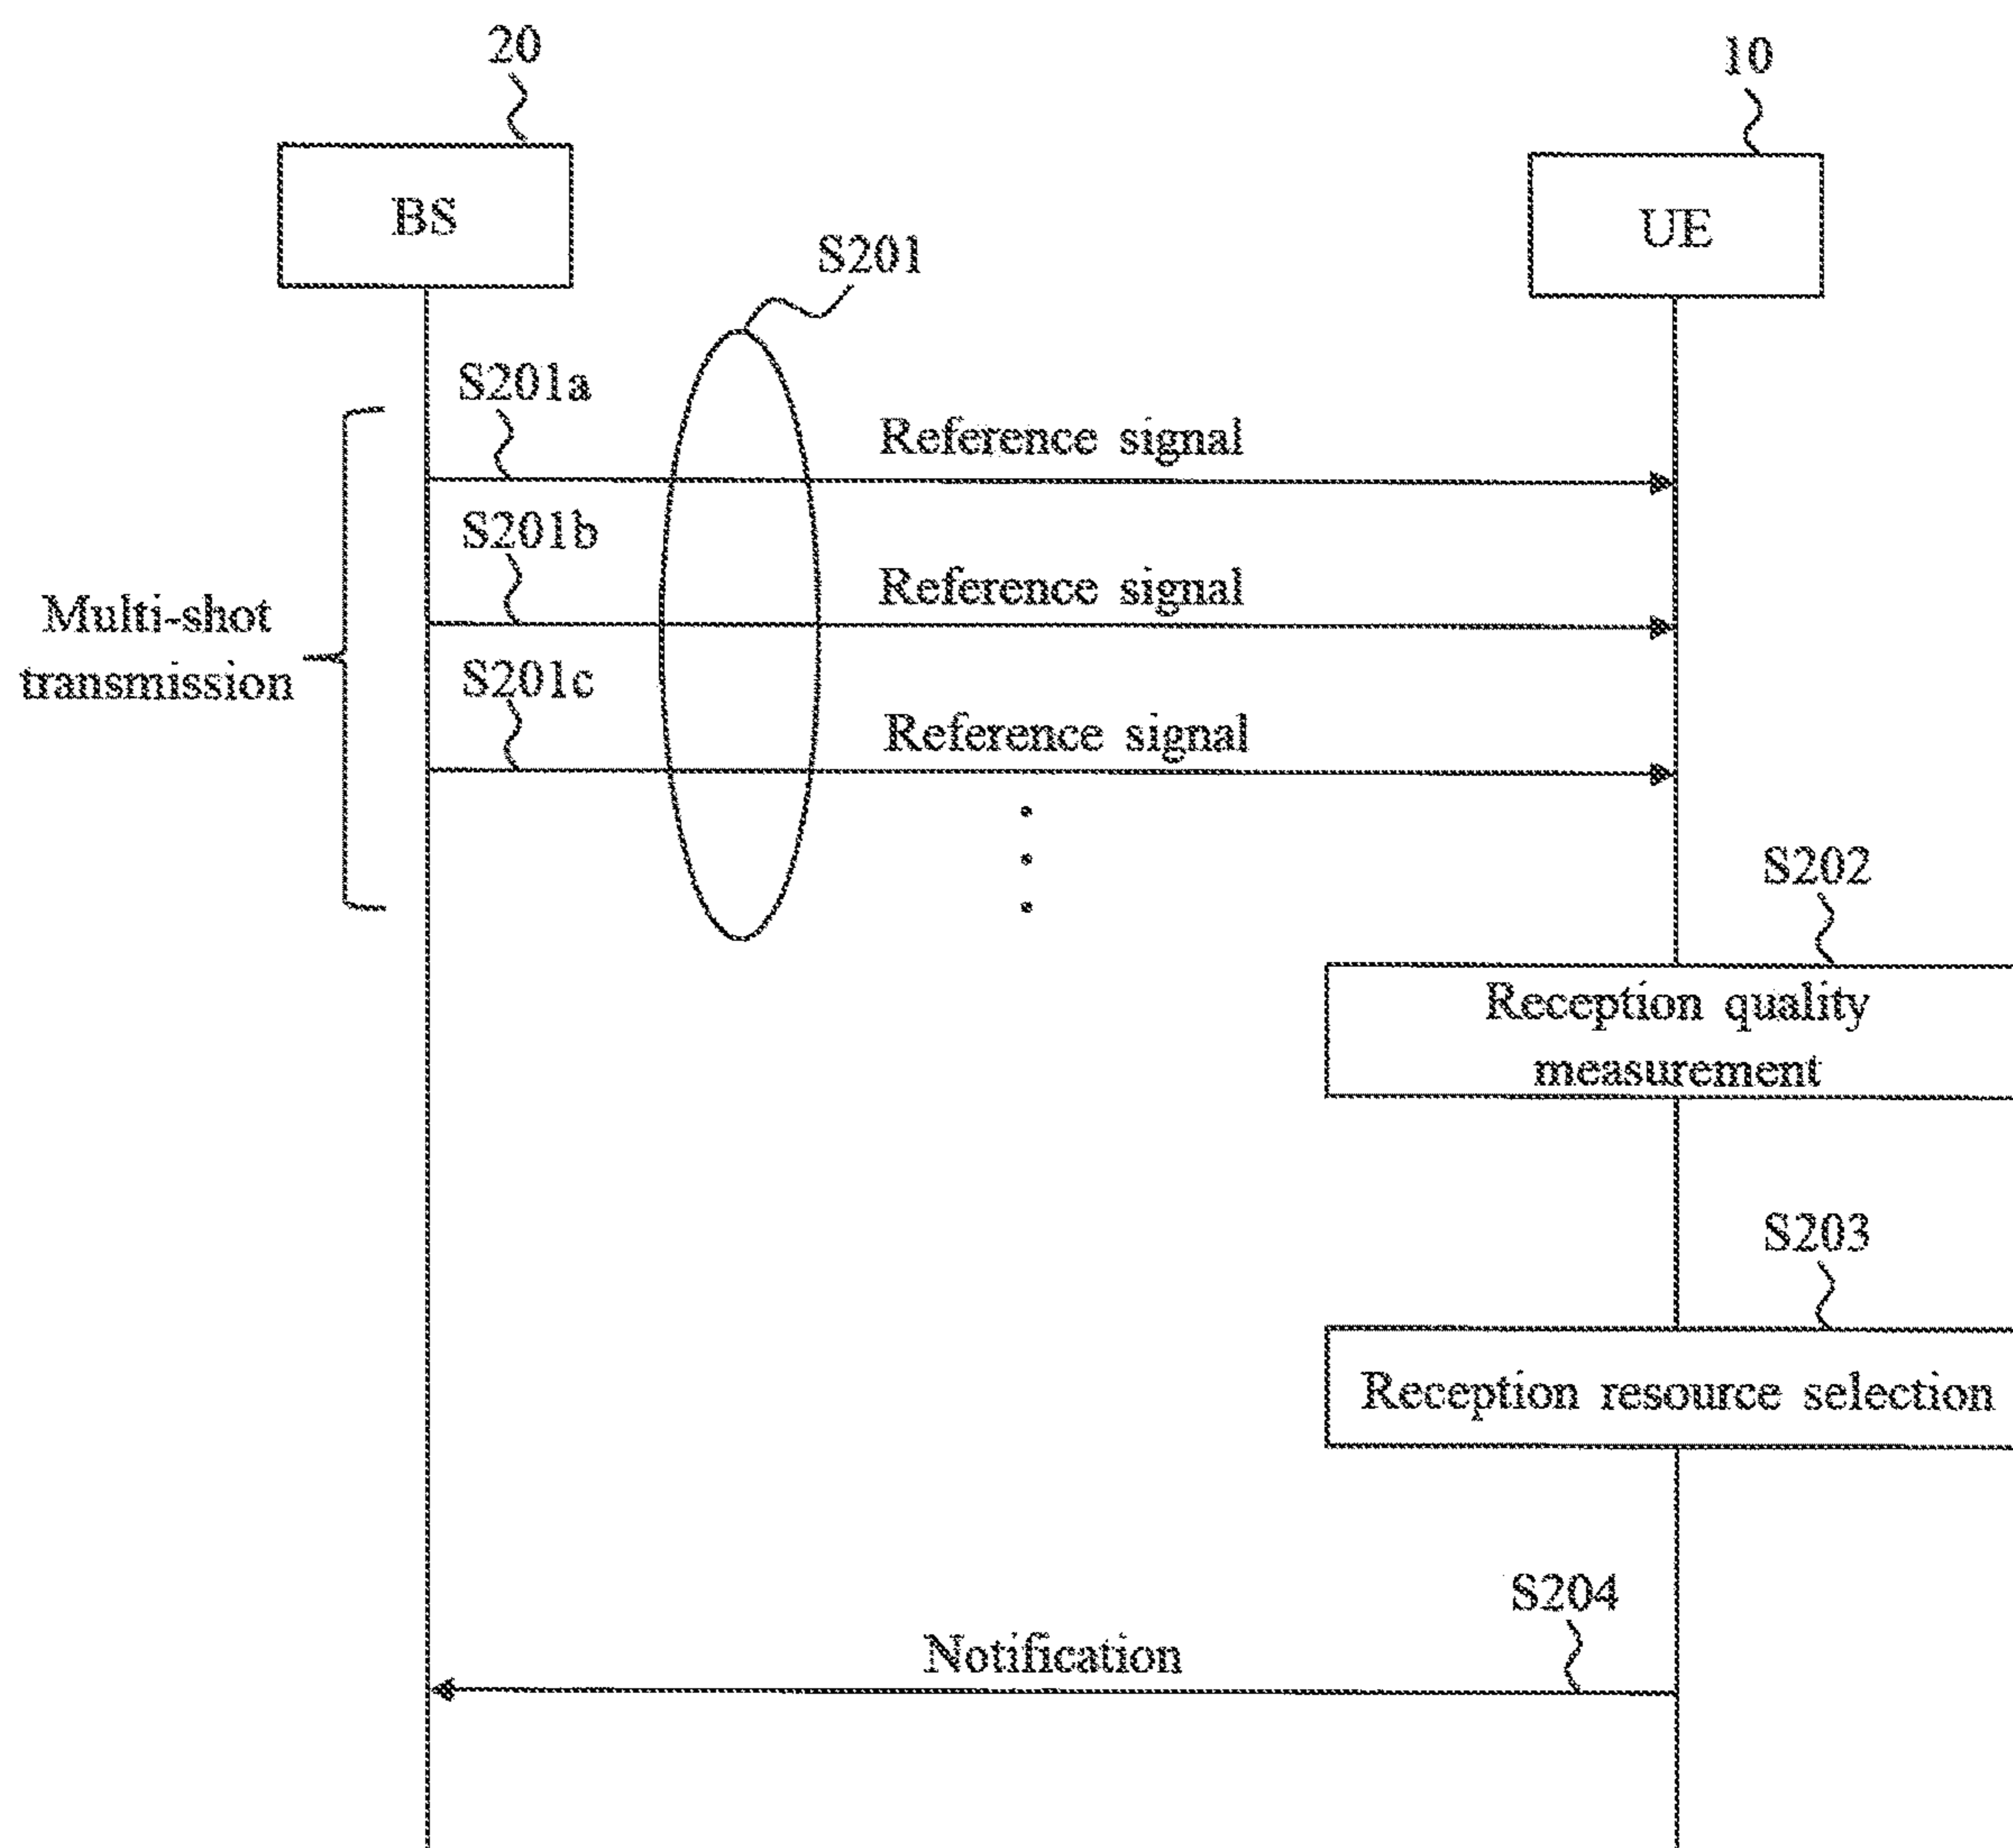 20
10
BS
UE
S201
S201a
Reference signal
S201b
Reference signal
Multi-shot
transmission
S201c
Reference signal
S202
Reception quality
measurement
S203
Reception resource selection
S204
Notification